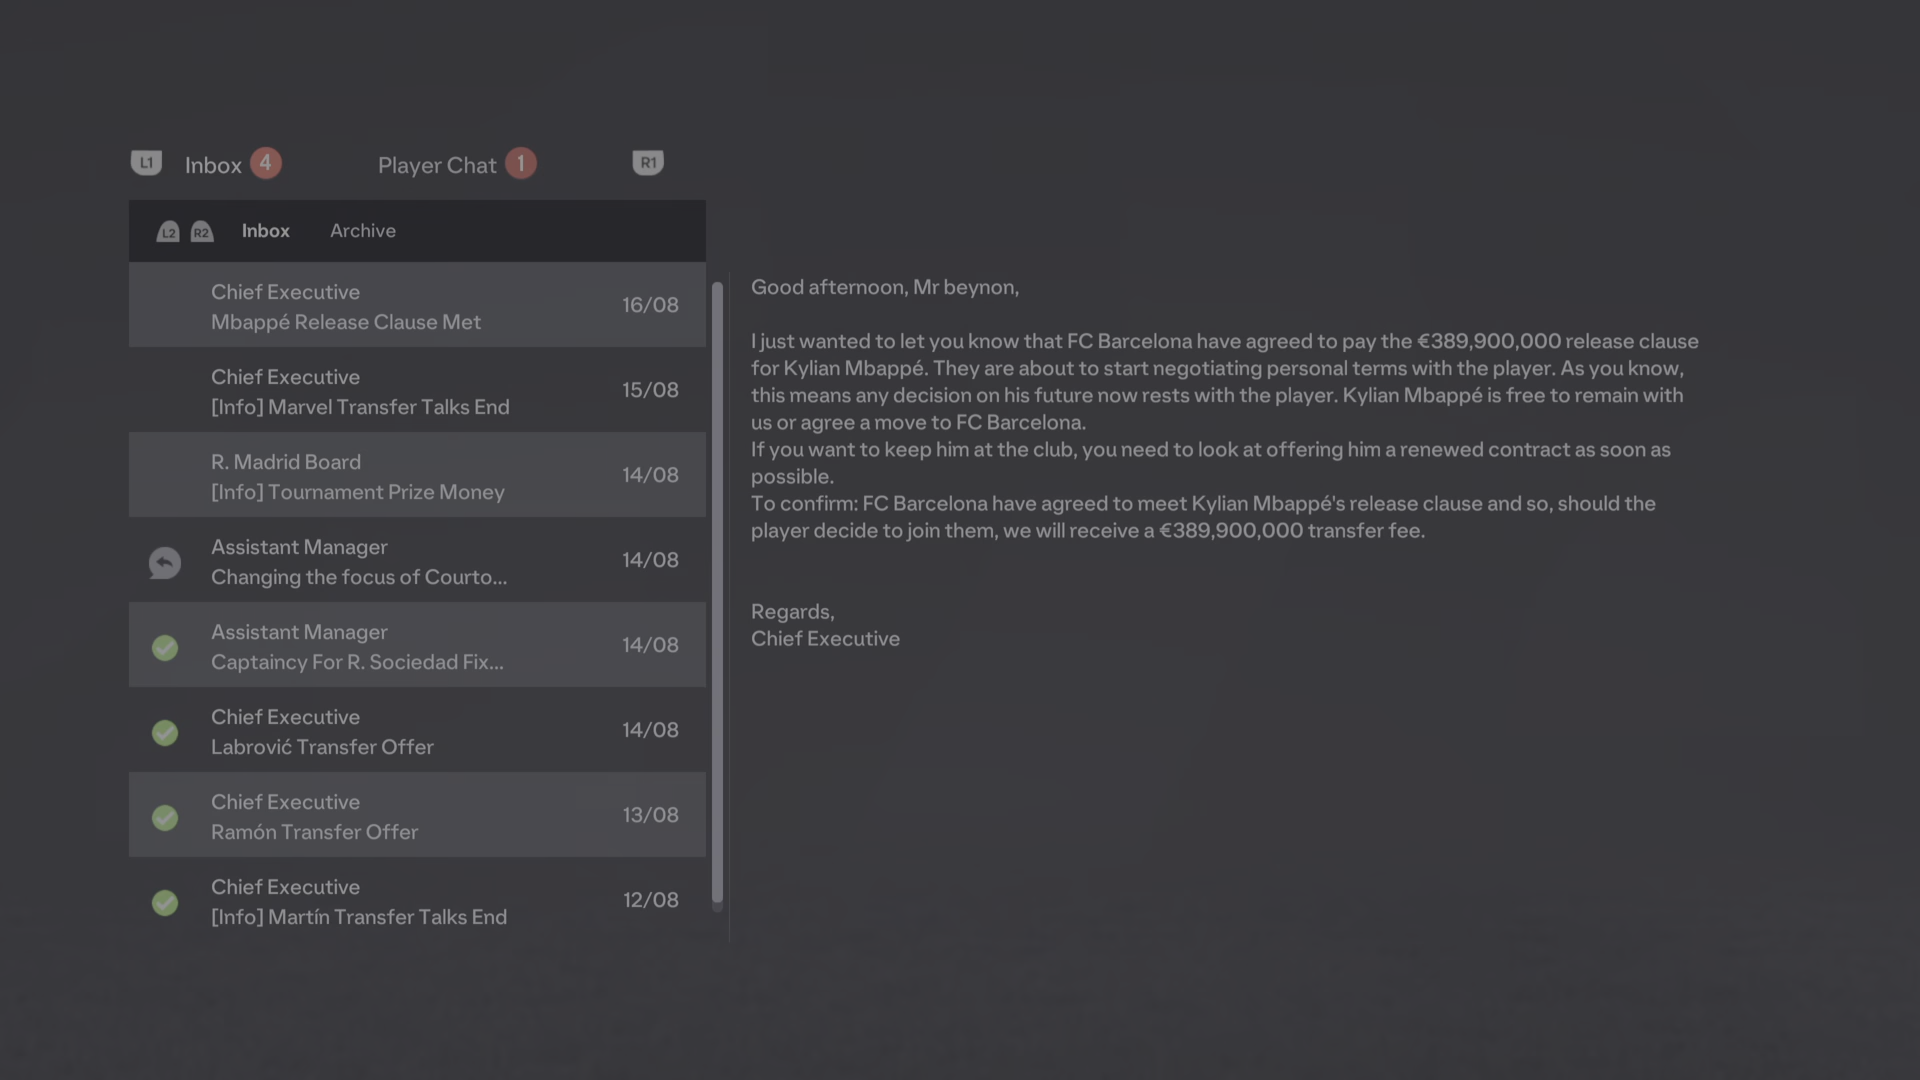 L1 Inbox 4 Player Chat 1 R1
L2 R2 Inbox Archive
Chief Executive
Mbappé Release Clause Met
16/08
Chief Executive
[Info] Marvel Transfer Talks End
15/08
R. Madrid Board
[Info] Tournament Prize Money
14/08
Assistant Manager
Changing the focus of Courto...
14/08
Assistant Manager
Captaincy For R. Sociedad Fix...
14/08
Chief Executive
Labrović Transfer Offer
14/08
Chief Executive
Ramón Transfer Offer
13/08
Chief Executive
[Info] Martín Transfer Talks End
12/08
Good afternoon, Mr beynon,
I just wanted to let you know that FC Barcelona have agreed to pay the €389,900,000 release clause
for Kylian Mbappé. They are about to start negotiating personal terms with the player. As you know,
this means any decision on his future now rests with the player. Kylian Mbappé is free to remain with
us or agree a move to FC Barcelona.
If you want to keep him at the club, you need to look at offering him a renewed contract as soon as
possible.
To confirm: FC Barcelona have agreed to meet Kylian Mbappé's release clause and so, should the
player decide to join them, we will receive a €389,900,000 transfer fee.
Regards,
Chief Executive